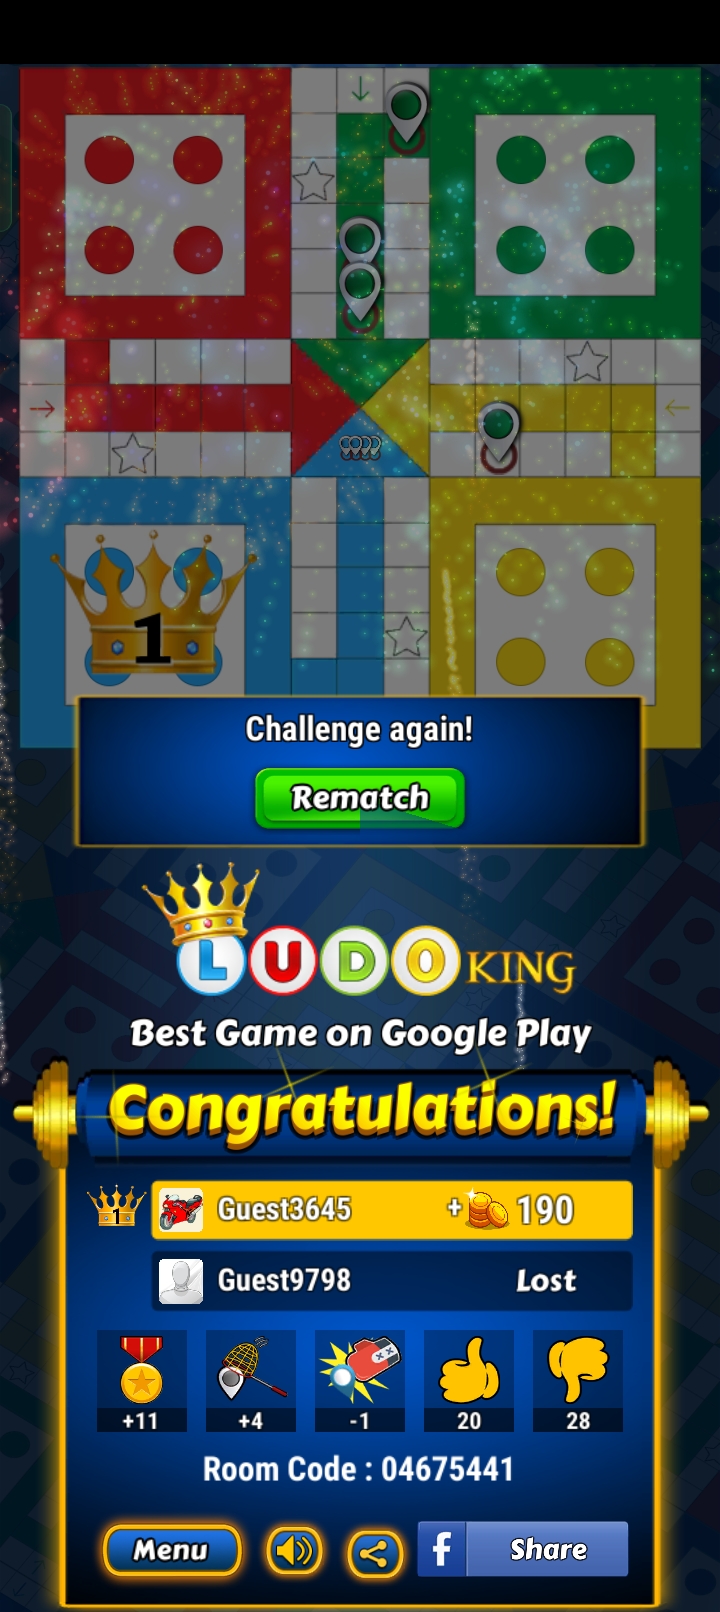 1
Challenge again!
Rematch
LUDO KING
Best Game on Google Play
Congratulations!
1 Guest3645 + 190
Guest9798 Lost
+11 +4 -1 20 28
Room Code : 04675441
Menu f Share